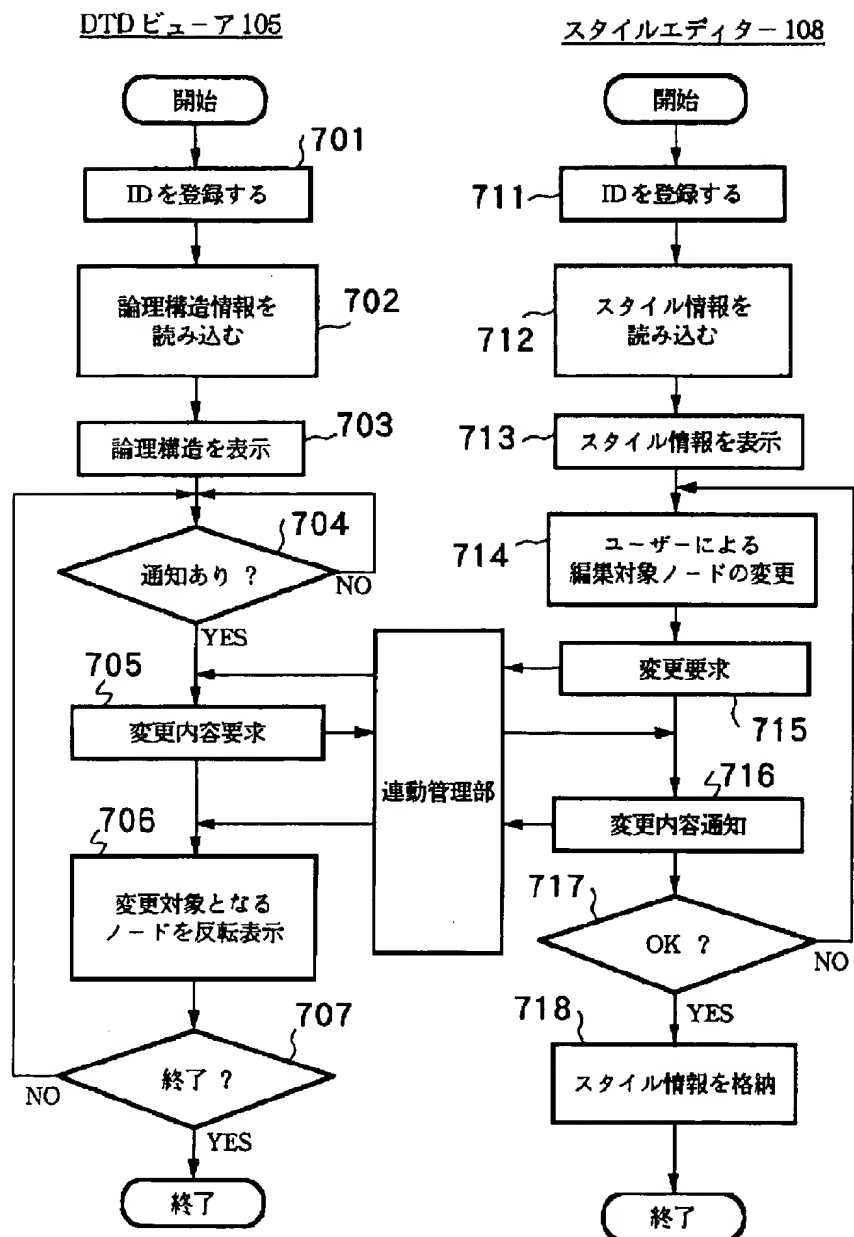 DTDビューア105
開始
701
IDを登録する
論理構造情報を
読み込む
702
論理構造を表示
703
704
通知あり？
NO
YES
705
変更内容要求
706
変更対象となる
ノードを反転表示
707
終了？
NO
YES
終了
連動管理部
スタイルエディター108
開始
711
IDを登録する
スタイル情報を
読み込む
712
713
スタイル情報を表示
714
ユーザーによる
編集対象ノードの変更
変更要求
715
716
変更内容通知
717
OK？
NO
YES
718
スタイル情報を格納
終了